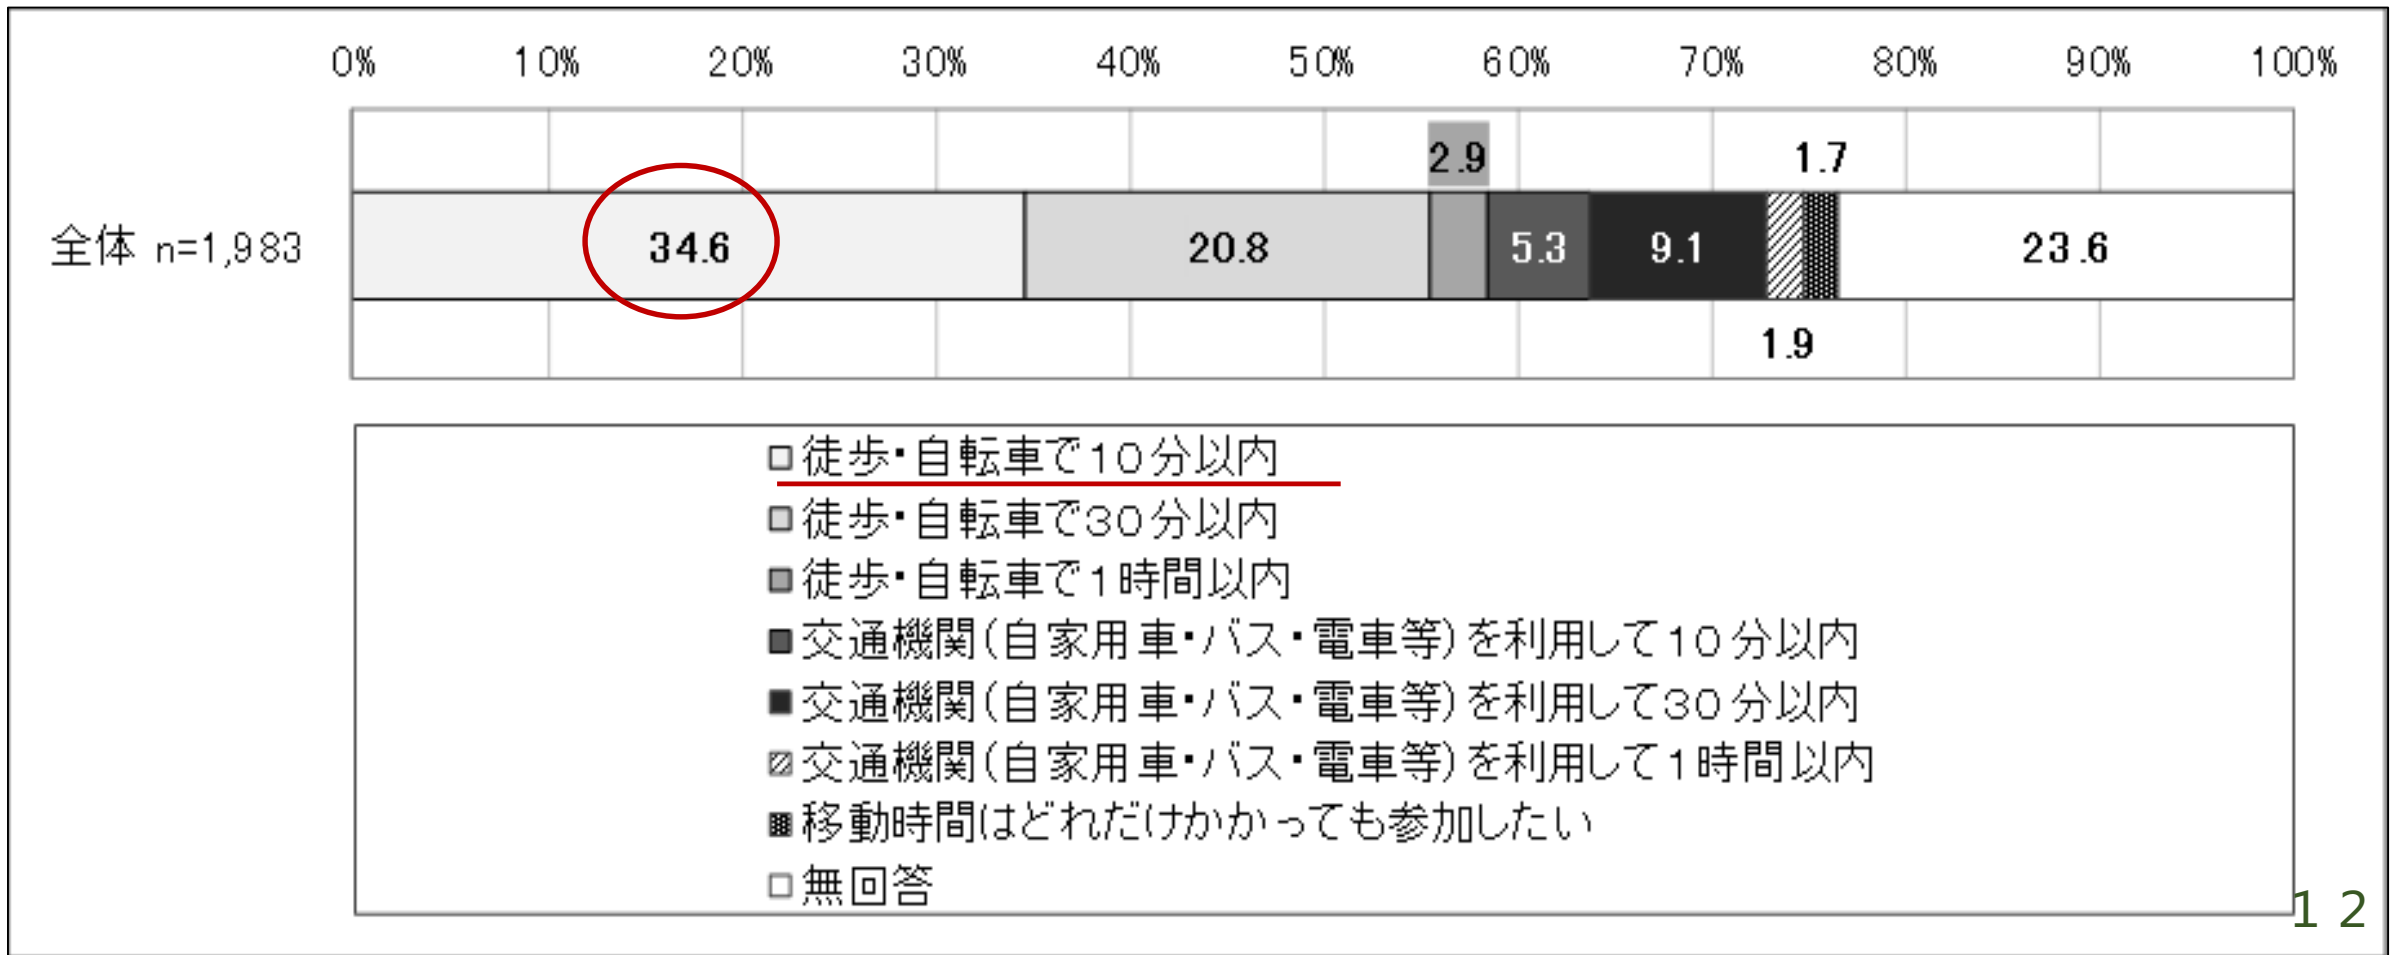 0% 10% 20% 30% 40% 50% 60% 70% 80% 90% 100%
2.9 1.7
全体 n=1,983 34.6 20.8 5.3 9.1 23.6
1.9
徒歩・自転車で10分以内
徒歩・自転車で30分以内
徒歩・自転車で1時間以内
交通機関(自家用車・バス・電車等)を利用して10分以内
交通機関(自家用車・バス・電車等)を利用して30分以内
交通機関(自家用車・バス・電車等)を利用して1時間以内
移動時間はどれだけかかっても参加したい
無回答
12